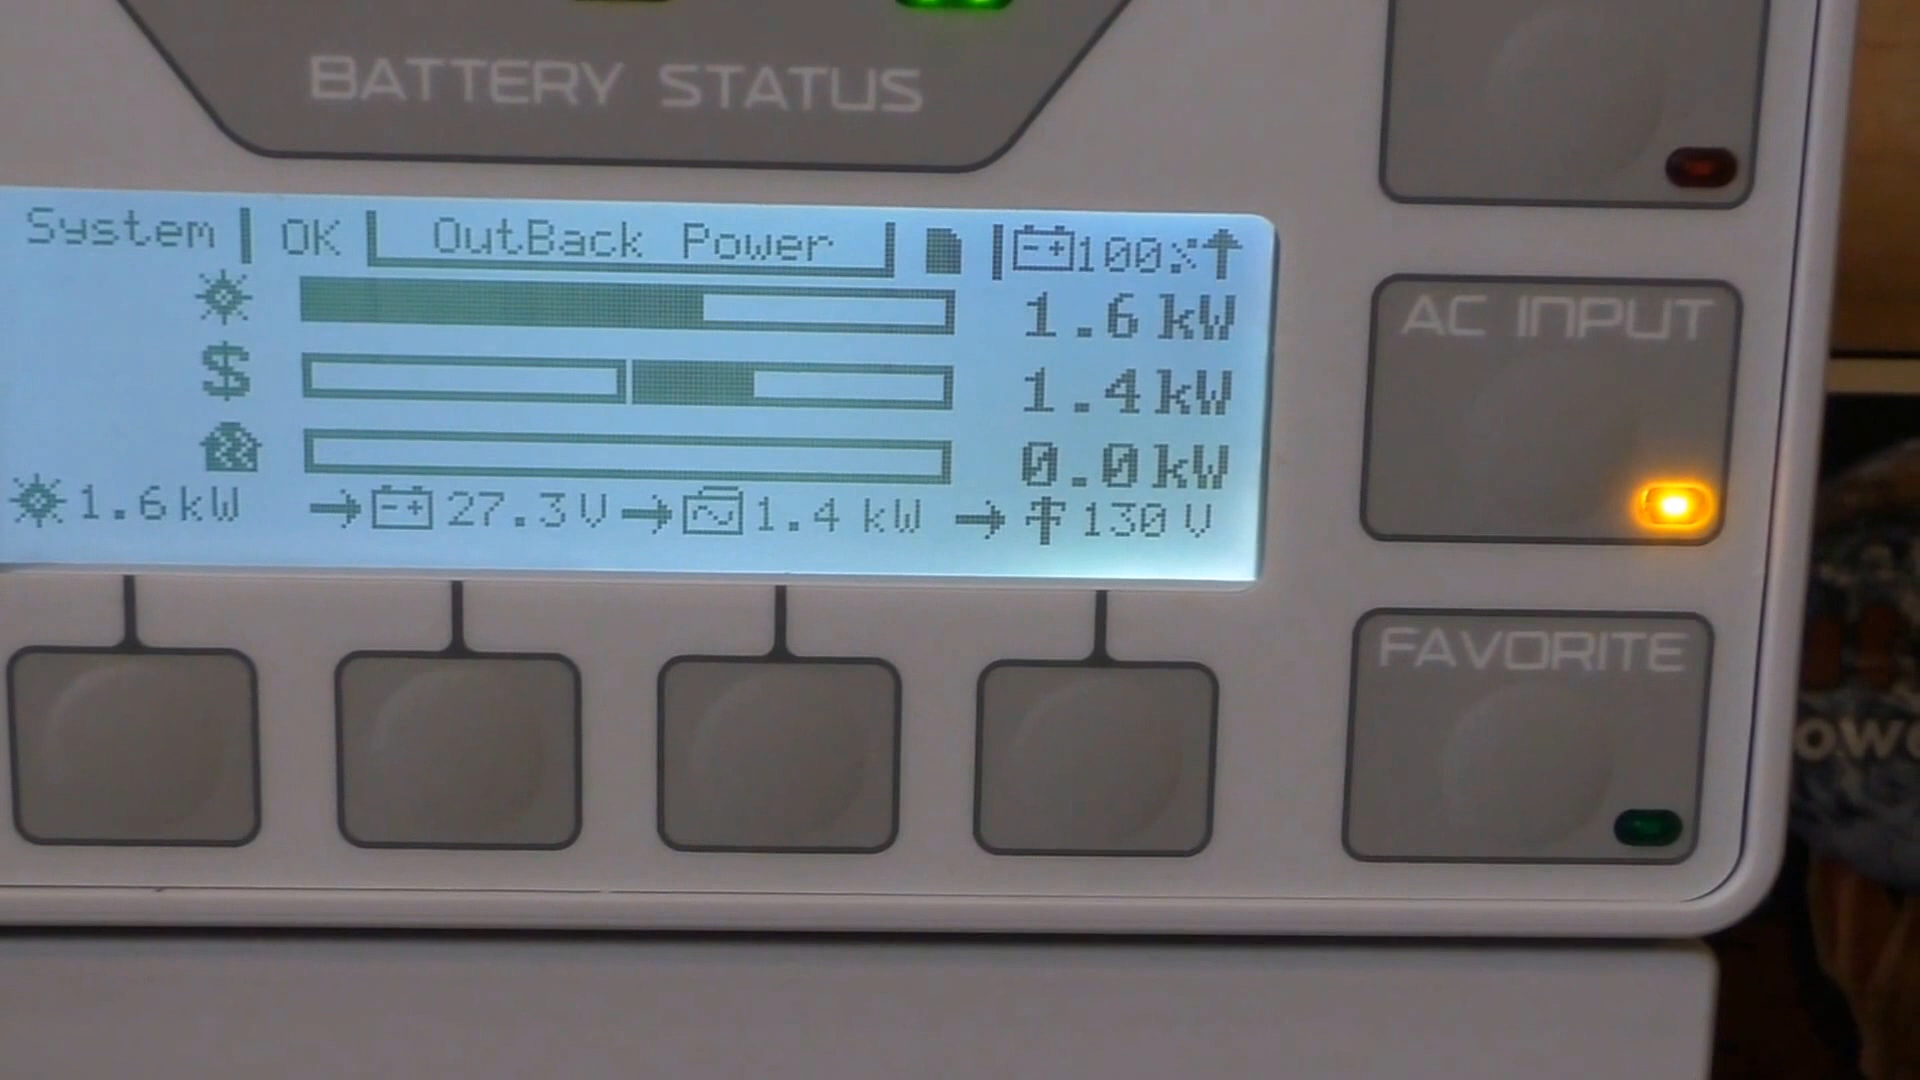 BATTERY STATUS
System OK OutBack Power 100%
1.6 kW
$ 1.4 kW
0.0 kW
1.6 kW 27.3 V 1.4 kW 130 V
AC INPUT
FAVORITE